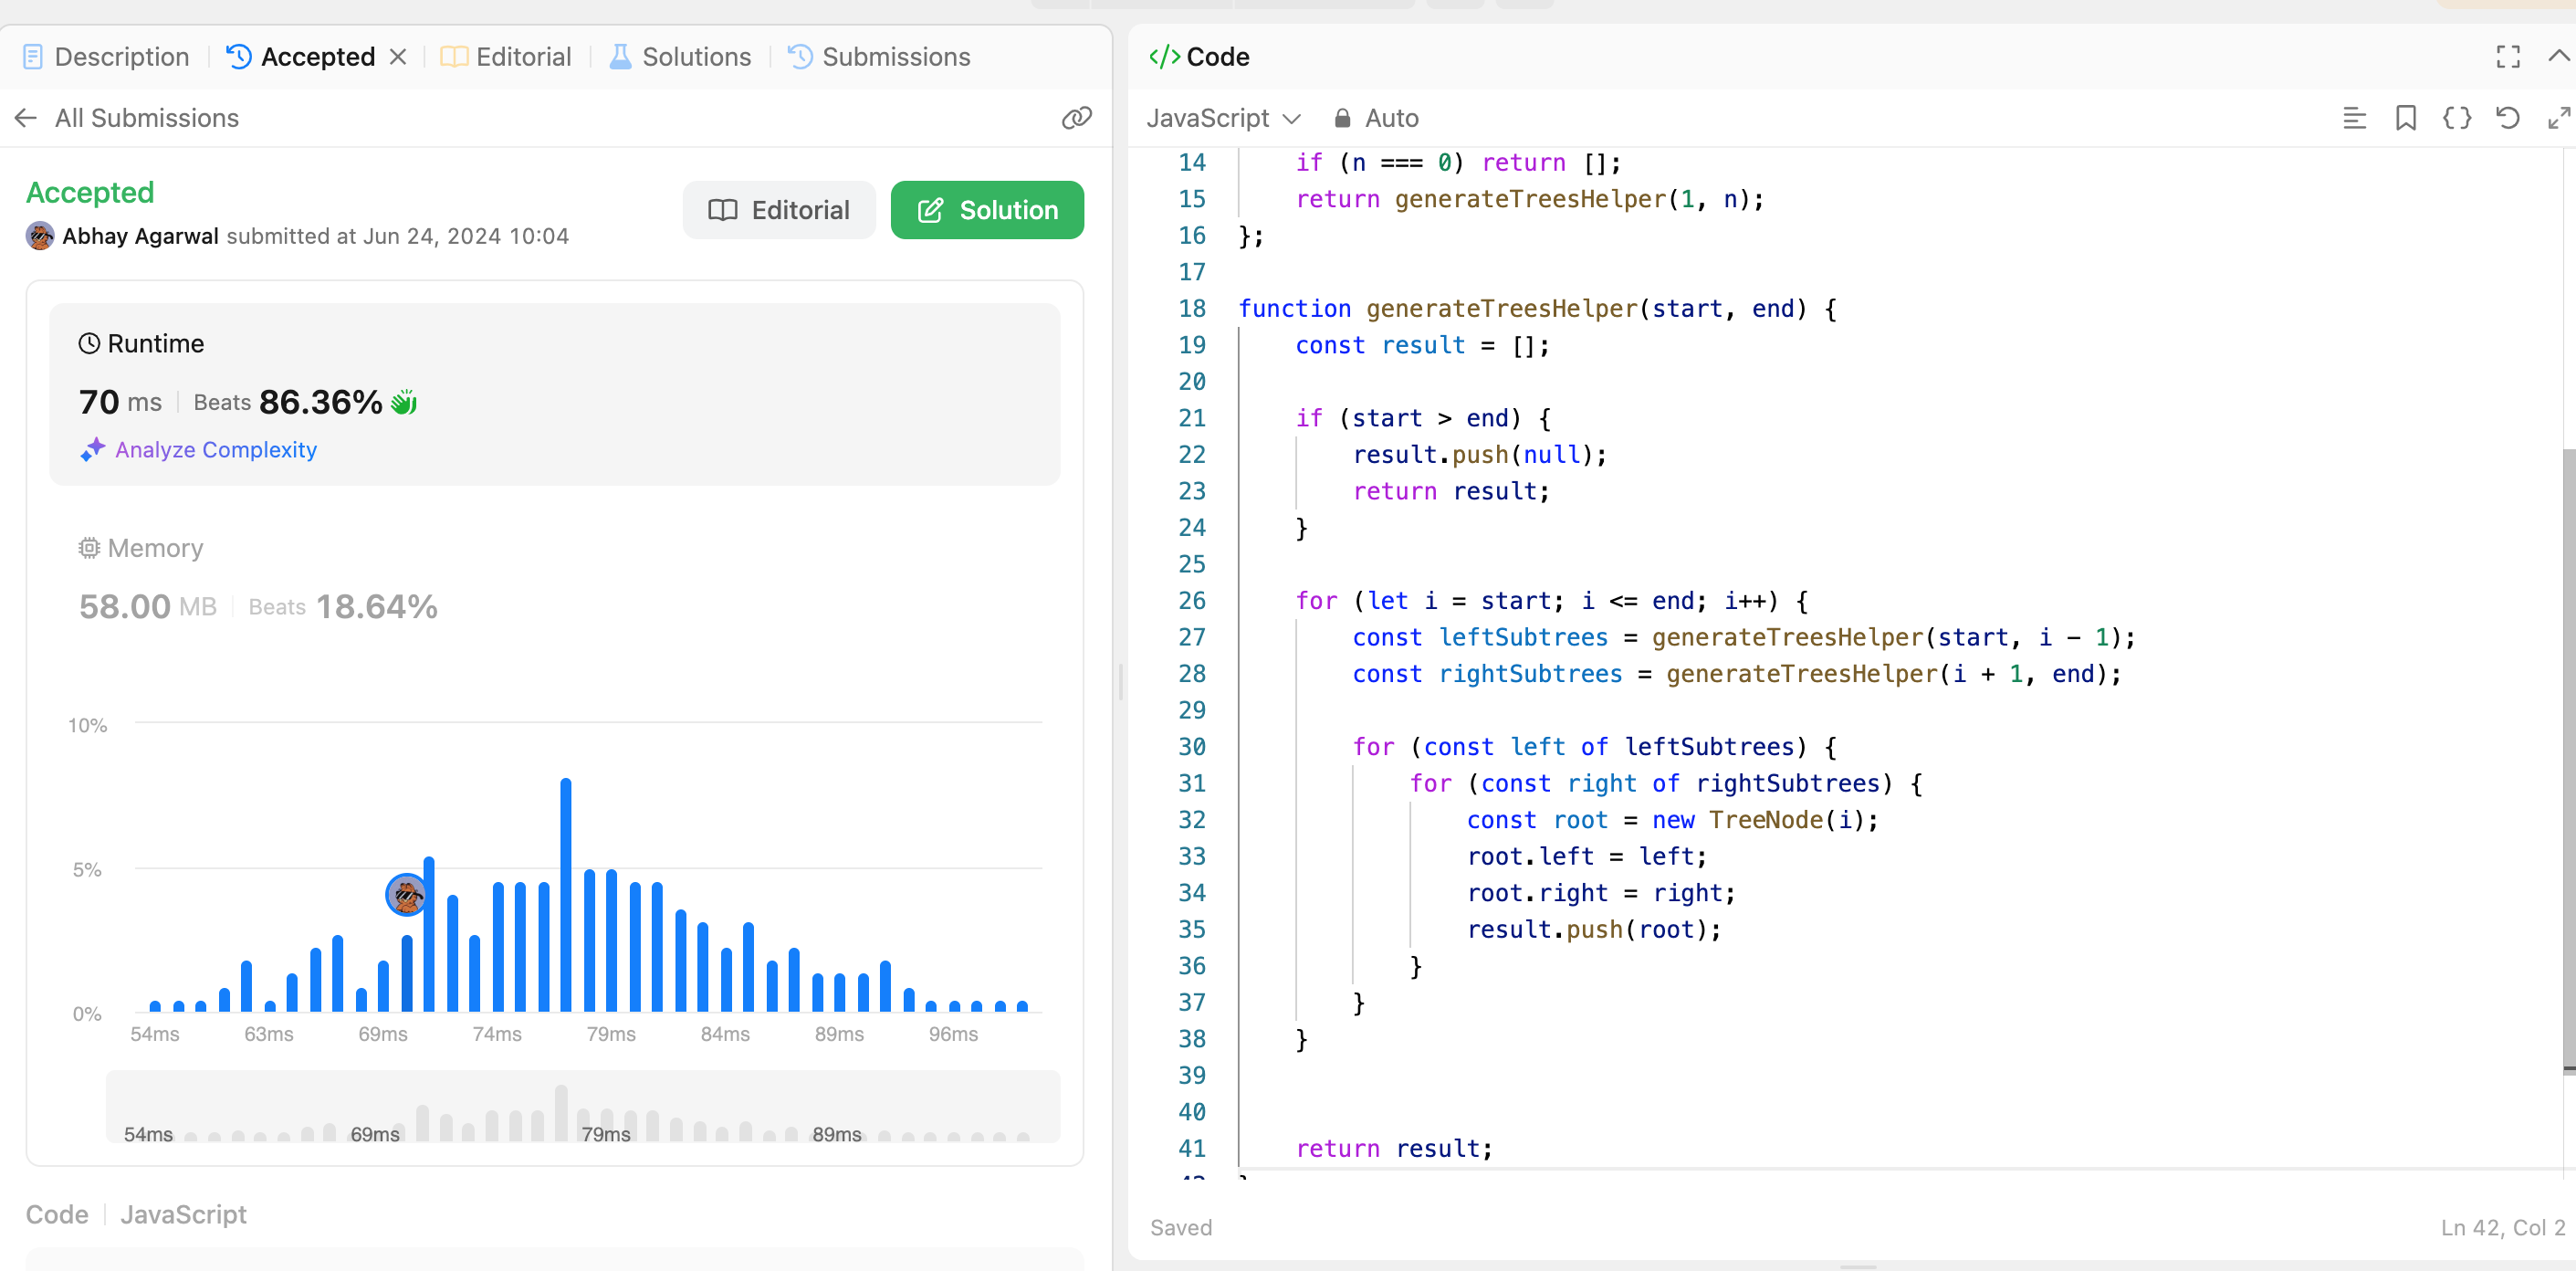 Description
Accepted
Editorial
Solutions
Submissions
All Submissions
Accepted
Abhay Agarwal submitted at Jun 24, 2024 10:04
Editorial
Solution
Runtime
70 ms Beats 86.36%
Analyze Complexity
Memory
58.00 MB Beats 18.64%
10%
5%
0%
54ms 63ms 69ms 74ms 79ms 84ms 89ms 96ms
54ms 69ms 79ms 89ms
Code JavaScript
</> Code
JavaScript Auto
14 if (n === 0) return [];
15 return generateTreesHelper(1, n);
16 };
17
18 function generateTreesHelper(start, end) {
19 const result = [];
20
21 if (start > end) {
22 result.push(null);
23 return result;
24 }
25
26 for (let i = start; i <= end; i++) {
27 const leftSubtrees = generateTreesHelper(start, i - 1);
28 const rightSubtrees = generateTreesHelper(i + 1, end);
29
30 for (const left of leftSubtrees) {
31 for (const right of rightSubtrees) {
32 const root = new TreeNode(i);
33 root.left = left;
34 root.right = right;
35 result.push(root);
36 }
37 }
38 }
39
40
41 return result;
Saved
Ln 42, Col 2